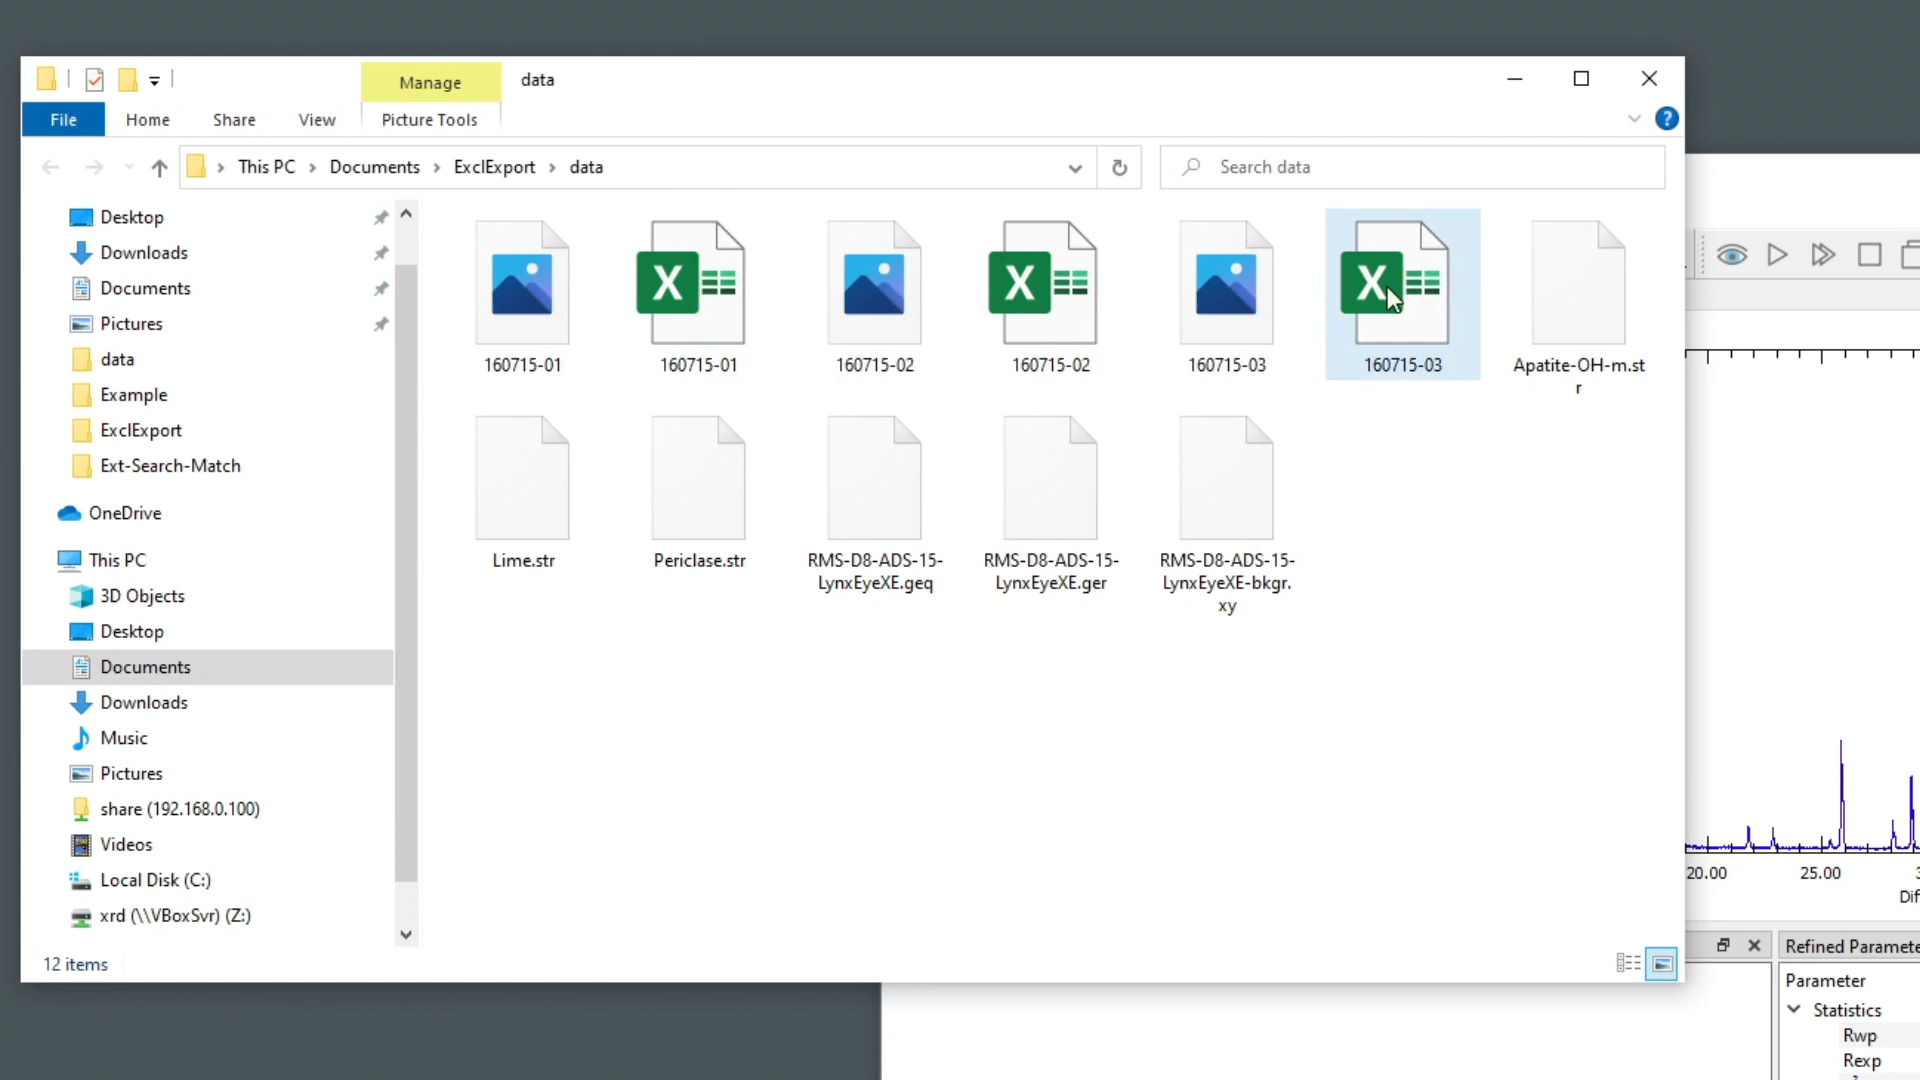 Manage
data
File
Home
Share
View
Picture Tools
?
This PC
Documents
ExclExport
data
Search data
Desktop
Downloads
Documents
Pictures
data
Example
ExclExport
Ext-Search-Match
OneDrive
This PC
3D Objects
Desktop
Documents
Downloads
Music
Pictures
share (192.168.0.100)
Videos
Local Disk (C:)
xrd (\\VBoxSvr) (Z:)
160715-01
160715-01
160715-02
160715-02
160715-03
160715-03
Apatite-OH-m.st
r
Lime.str
Periclase.str
RMS-D8-ADS-15-
LynxEyeXE.geq
RMS-D8-ADS-15-
LynxEyeXE.ger
RMS-D8-ADS-15-
LynxEyeXE-bkgr.
xy
12 items
20.00
25.00
Refined Paramete
Parameter
Statistics
Rwp
Rexp